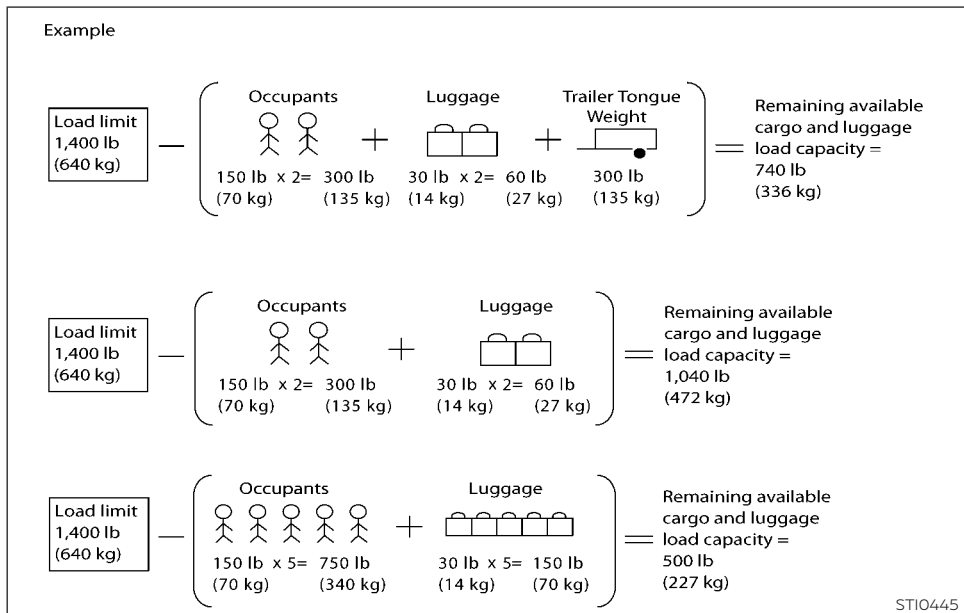 Example
Occupants Luggage Trailer Tongue Weight
Load limit 1,400 lb (640 kg)
150 lb x 2= 300 lb 30 lb x 2= 60 lb 300 lb
(70 kg) (135 kg) (14 kg) (27 kg) (135 kg)
Remaining available
cargo and luggage
load capacity =
740 lb
(336 kg)
Occupants Luggage
Load limit 1,400 lb (640 kg)
150 lb x 2= 300 lb 30 lb x 2= 60 lb
(70 kg) (135 kg) (14 kg) (27 kg)
Remaining available
cargo and luggage
load capacity =
1,040 lb
(472 kg)
Occupants Luggage
Load limit 1,400 lb (640 kg)
150 lb x 5= 750 lb 30 lb x 5= 150 lb
(70 kg) (340 kg) (14 kg) (70 kg)
Remaining available
cargo and luggage
load capacity =
500 lb
(227 kg)
STI0445